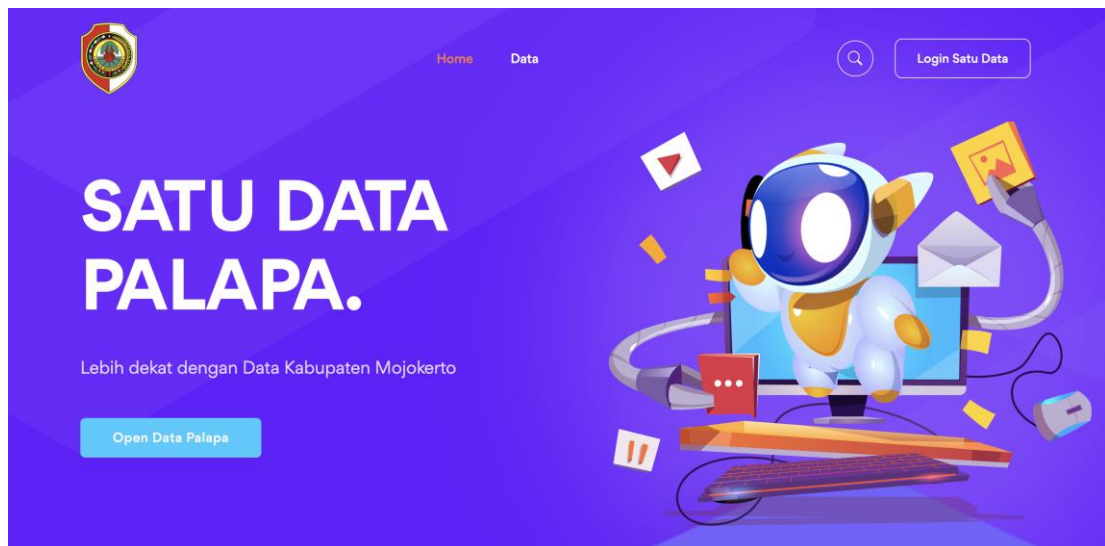 Home
Data
Login Satu Data
SATU DATA
PALAPA.
Lebih dekat dengan Data Kabupaten Mojokerto
Open Data Palapa